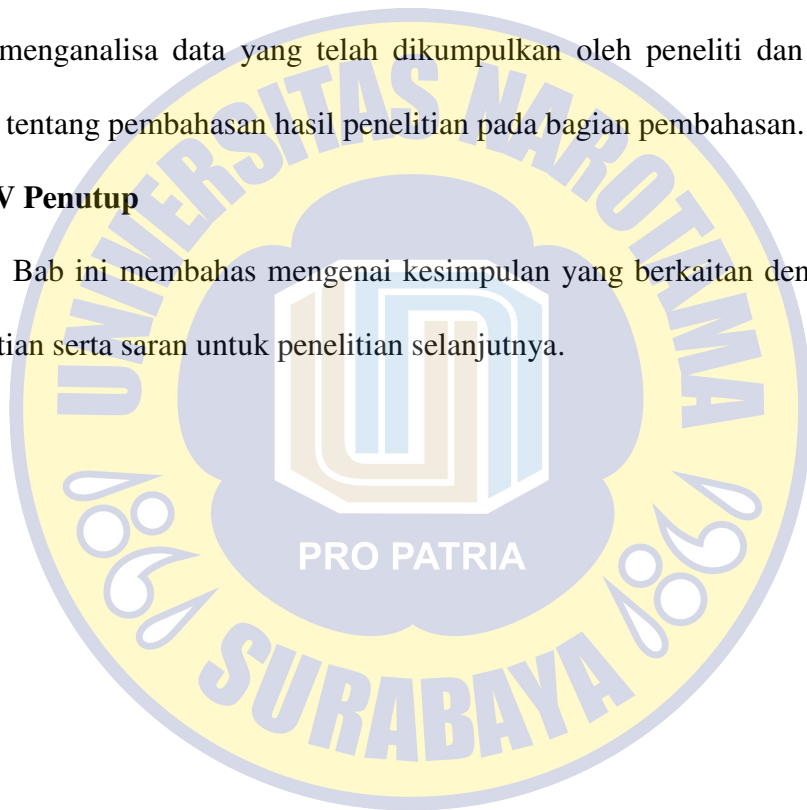 menganalisa data yang telah dikumpulkan oleh peneliti dan
tentang pembahasan hasil penelitian pada bagian pembahasan.
V Penutup
Bab ini membahas mengenai kesimpulan yang berkaitan den
tian serta saran untuk penelitian selanjutnya.
UNIVERSITAS NAROTAMA
PRO PATRIA
SURABAYA